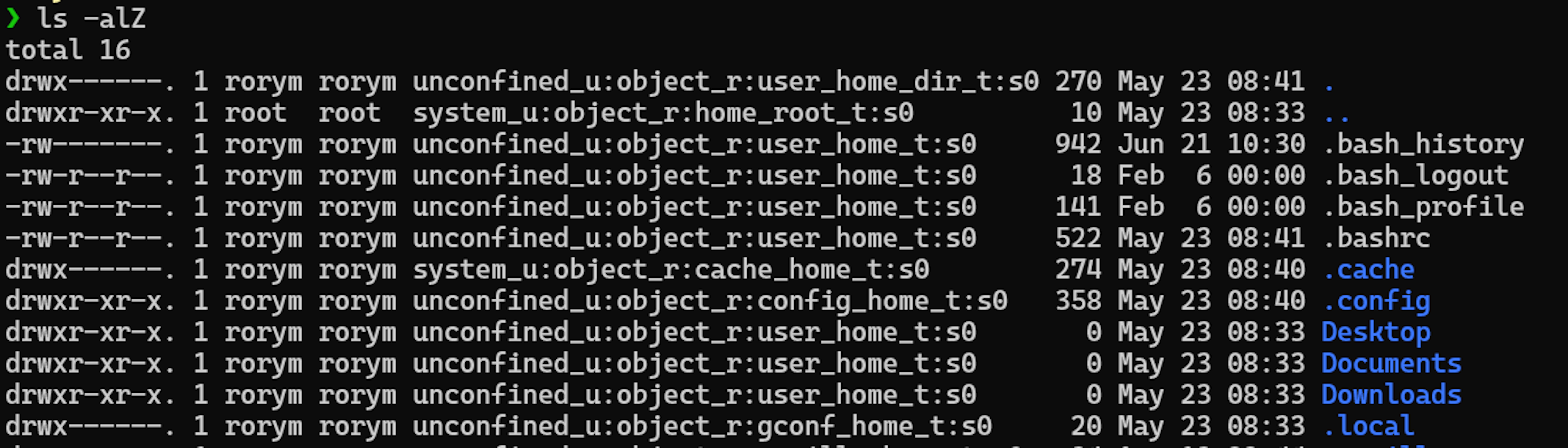 ❯ ls -alZ
total 16
drwx------. 1 rorym rorym unconfined_u:object_r:user_home_dir_t:s0 270 May 23 08:41 .
drwxr-xr-x. 1 root  root  system_u:object_r:home_root_t:s0          10 May 23 08:33 ..
-rw-------. 1 rorym rorym unconfined_u:object_r:user_home_t:s0     942 Jun 21 10:30 .bash_history
-rw-r--r--. 1 rorym rorym unconfined_u:object_r:user_home_t:s0      18 Feb  6 00:00 .bash_logout
-rw-r--r--. 1 rorym rorym unconfined_u:object_r:user_home_t:s0     141 Feb  6 00:00 .bash_profile
-rw-r--r--. 1 rorym rorym unconfined_u:object_r:user_home_t:s0     522 May 23 08:41 .bashrc
drwx------. 1 rorym rorym system_u:object_r:cache_home_t:s0        274 May 23 08:40 .cache
drwxr-xr-x. 1 rorym rorym unconfined_u:object_r:config_home_t:s0   358 May 23 08:40 .config
drwxr-xr-x. 1 rorym rorym unconfined_u:object_r:user_home_t:s0       0 May 23 08:33 Desktop
drwxr-xr-x. 1 rorym rorym unconfined_u:object_r:user_home_t:s0       0 May 23 08:33 Documents
drwxr-xr-x. 1 rorym rorym unconfined_u:object_r:user_home_t:s0       0 May 23 08:33 Downloads
drwx------. 1 rorym rorym unconfined_u:object_r:gconf_home_t:s0     20 May 23 08:33 .local